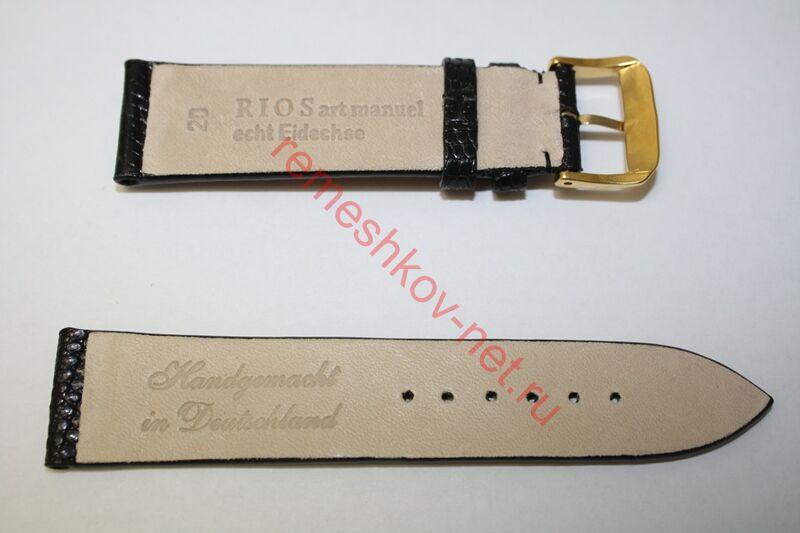 20
RIOS art manuel
echt Eidechse
remeshkov-net.ru
Handgemacht
in Deutschland